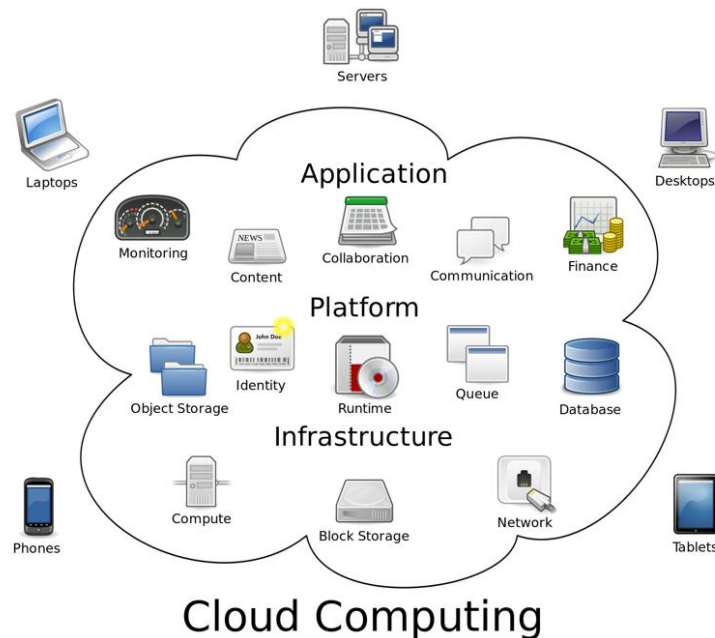 Servers
Laptops
Desktops
Application
Monitoring
NEWS
Content
Collaboration
Communication
Finance
Platform
John Doe
Object Storage
Identity
Runtime
Queue
Database
Infrastructure
Compute
Block Storage
Network
Phones
Tablets
Cloud Computing